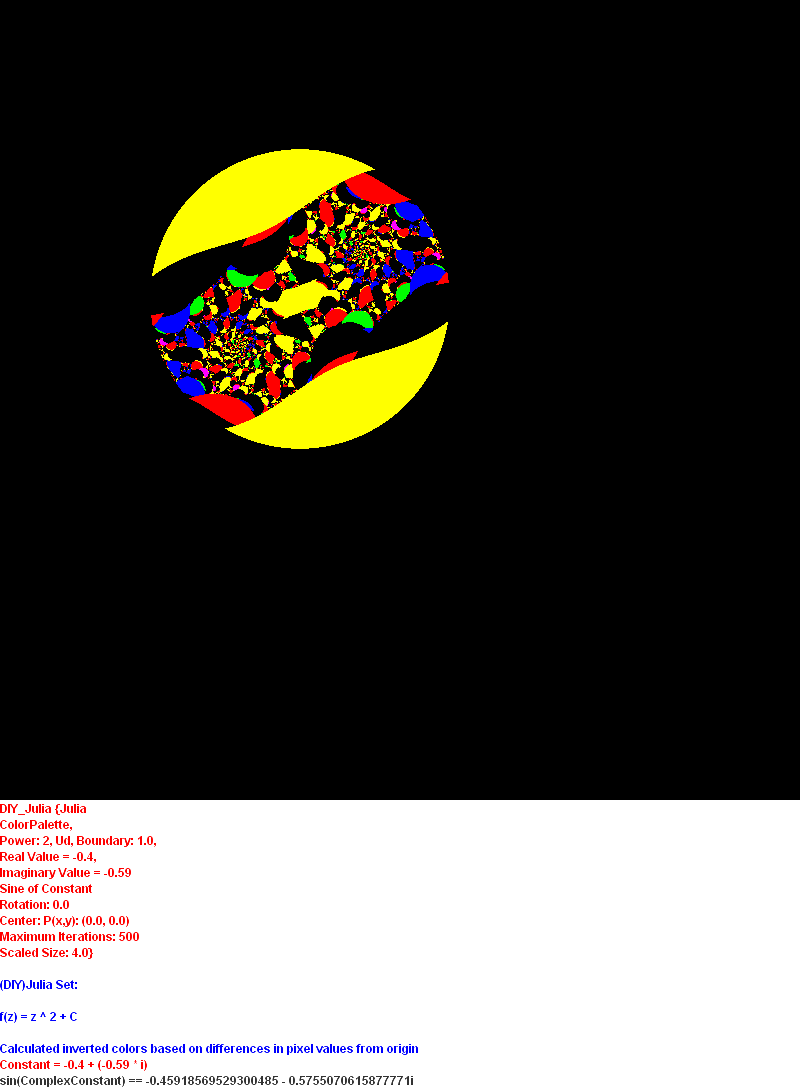 DIY_Julia {Julia
ColorPalette,
Power: 2, Ud, Boundary: 1.0,
Real Value = -0.4,
Imaginary Value = -0.59
Sine of Constant
Rotation: 0.0
Center: P(x,y): (0.0, 0.0)
Maximum Iterations: 500
Scaled Size: 4.0}
(DIY)Julia Set:
f(z) = z ^ 2 + C
Calculated inverted colors based on differences in pixel values from origin
Constant = -0.4 + (-0.59 * i)
sin(ComplexConstant) == -0.45918569529300485 - 0.5755070615877771i